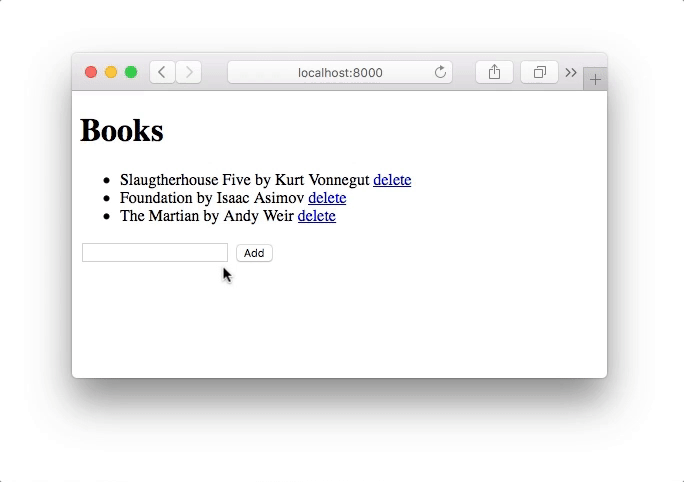 localhost:8000
Books
Slaugtherhouse Five by Kurt Vonnegut delete
Foundation by Isaac Asimov delete
The Martian by Andy Weir delete
Add